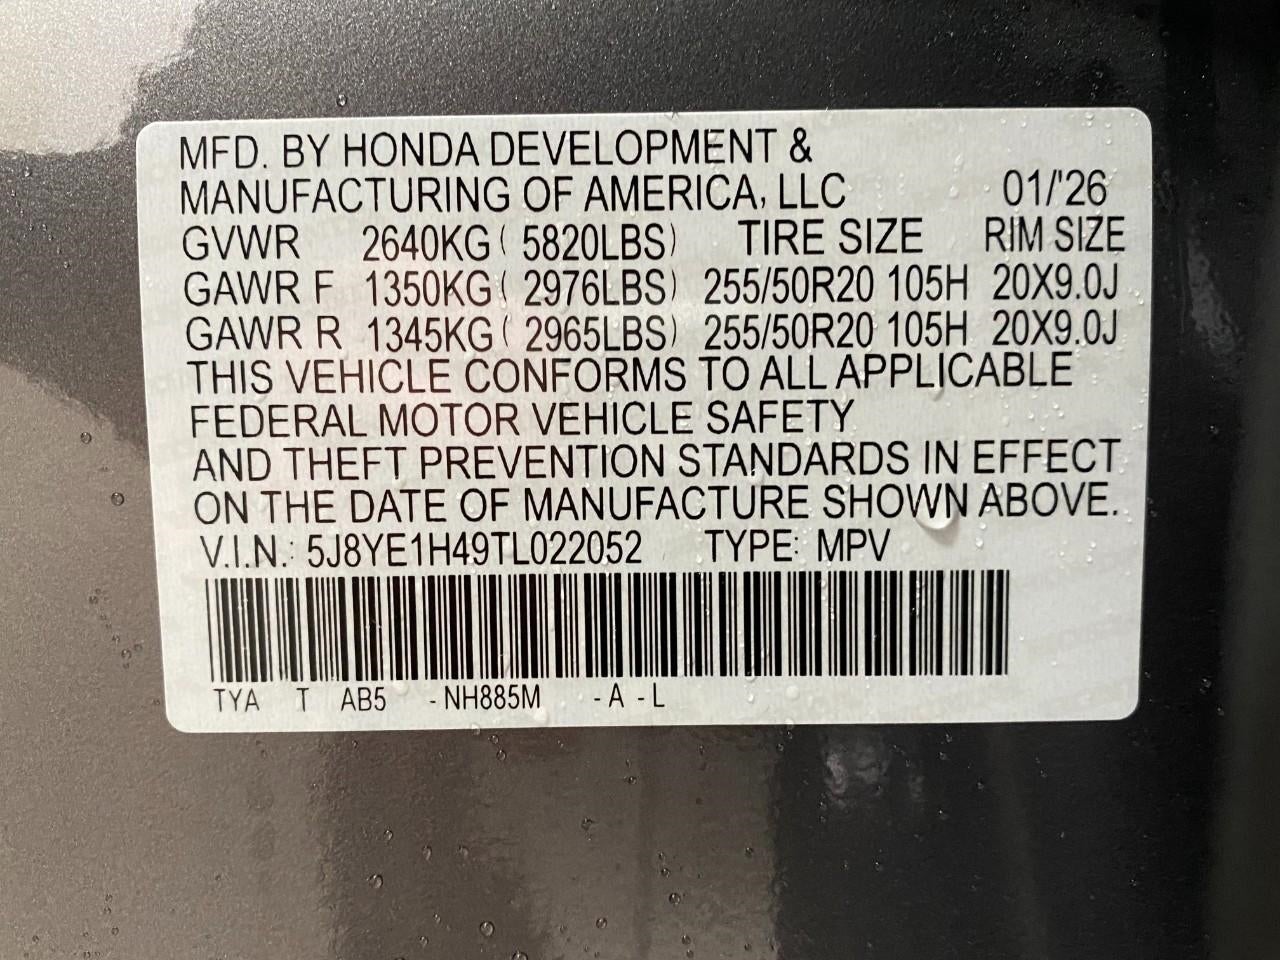 MFD. BY HONDA DEVELOPMENT &
MANUFACTURING OF AMERICA, LLC 01/'26
GVWR 2640KG ( 5820LBS) TIRE SIZE RIM SIZE
GAWR F 1350KG ( 2976LBS) 255/50R20 105H 20X9.0J
GAWR R 1345KG ( 2965LBS) 255/50R20 105H 20X9.0J
THIS VEHICLE CONFORMS TO ALL APPLICABLE
FEDERAL MOTOR VEHICLE SAFETY
AND THEFT PREVENTION STANDARDS IN EFFECT
ON THE DATE OF MANUFACTURE SHOWN ABOVE.
V.I.N.: 5J8YE1H49TL022052 TYPE: MPV
TYA T AB5 - NH885M - A - L